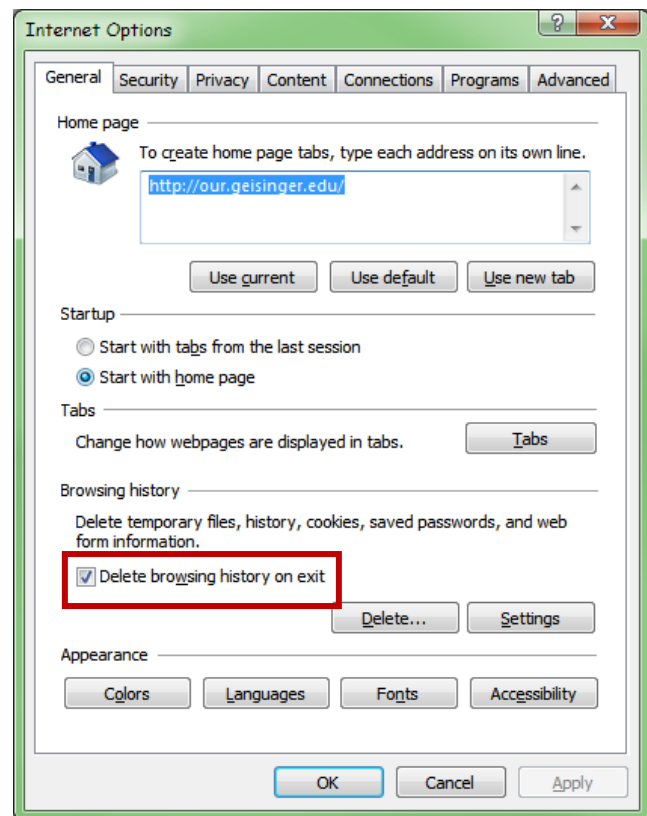 Internet Options
?
X
General Security Privacy Content Connections Programs Advanced
Home page
To create home page tabs, type each address on its own line.
http://our.geisinger.edu/
Use current Use default Use new tab
Startup
Start with tabs from the last session
Start with home page
Tabs
Change how webpages are displayed in tabs. Tabs
Browsing history
Delete temporary files, history, cookies, saved passwords, and web
form information.
Delete browsing history on exit
Delete... Settings
Appearance
Colors Languages Fonts Accessibility
OK Cancel Apply